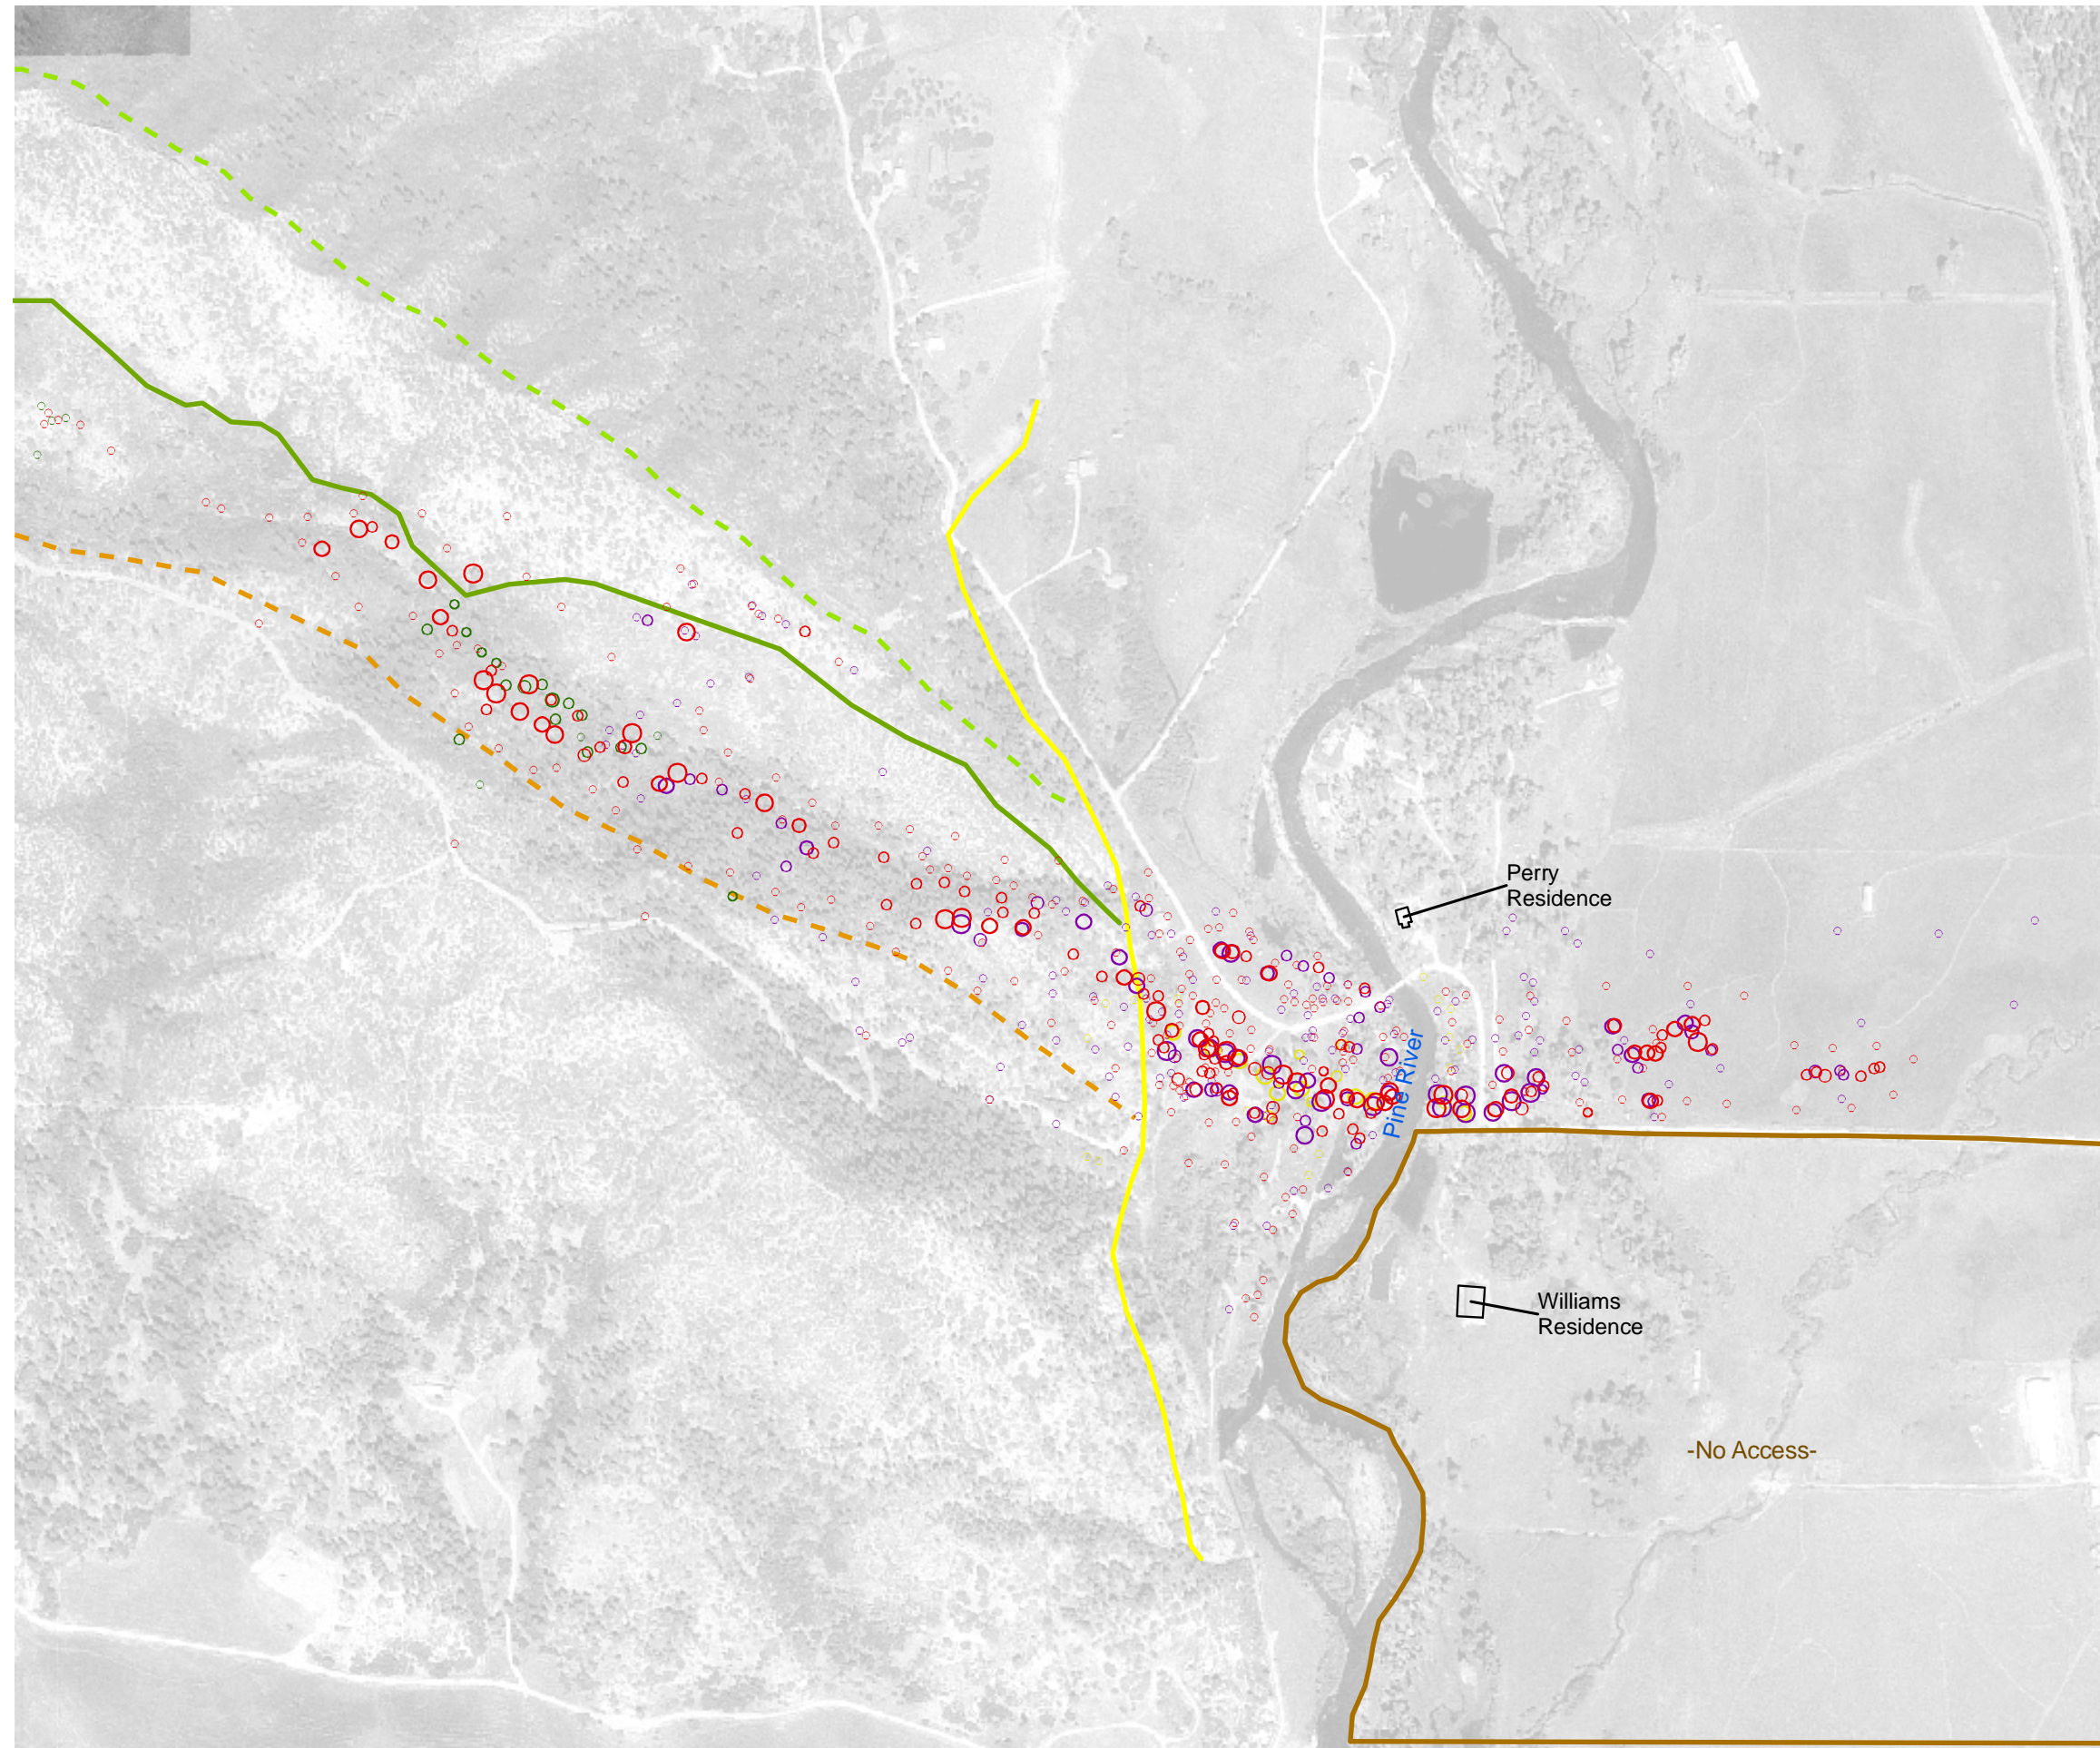 Perry
Residence
Pine River
Williams
Residence
-No Access-